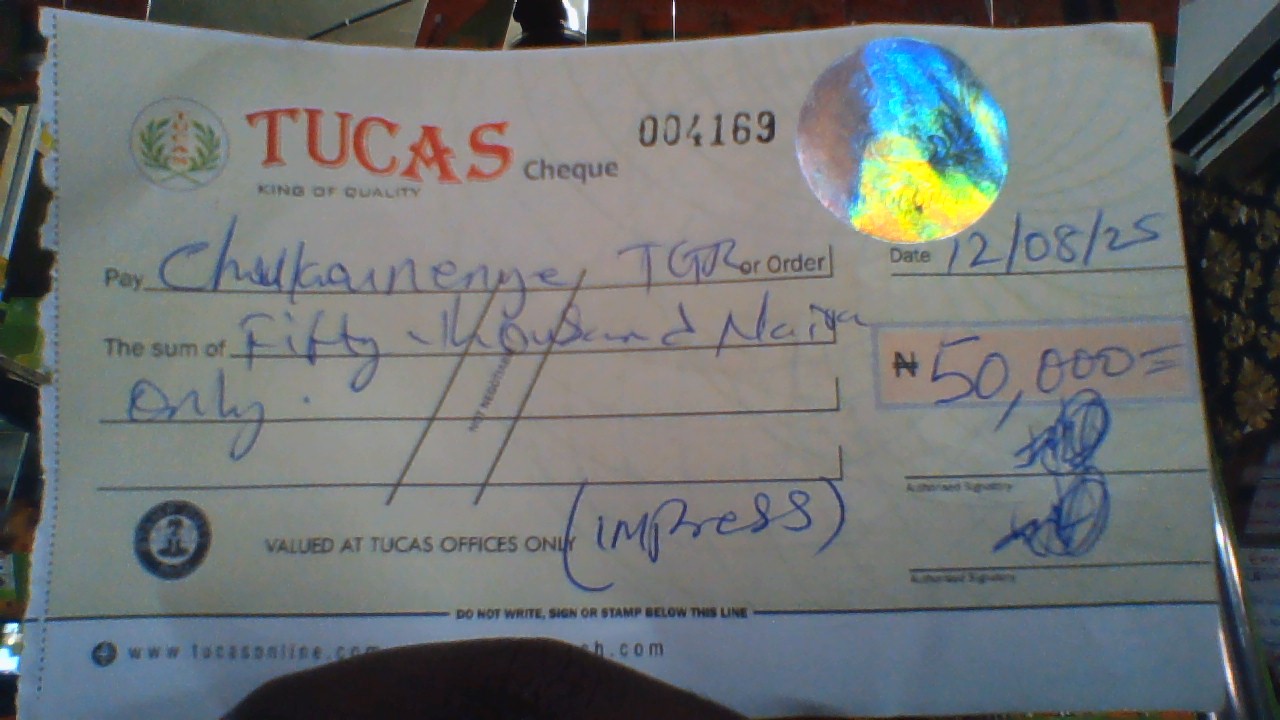 TUCAS Cheque
KING OF QUALITY
004169
Pay TGR or Order
Date 12/08/25
The sum of Fifty thousand Naira
₦ 50,000=
Only.
NOT NEGOTIABLE
Authorised Signatory
VALUED AT TUCAS OFFICES ONLY (IMPRESS)
Authorised Signatory
DO NOT WRITE, SIGN OR STAMP BELOW THIS LINE
www tucasonline.com